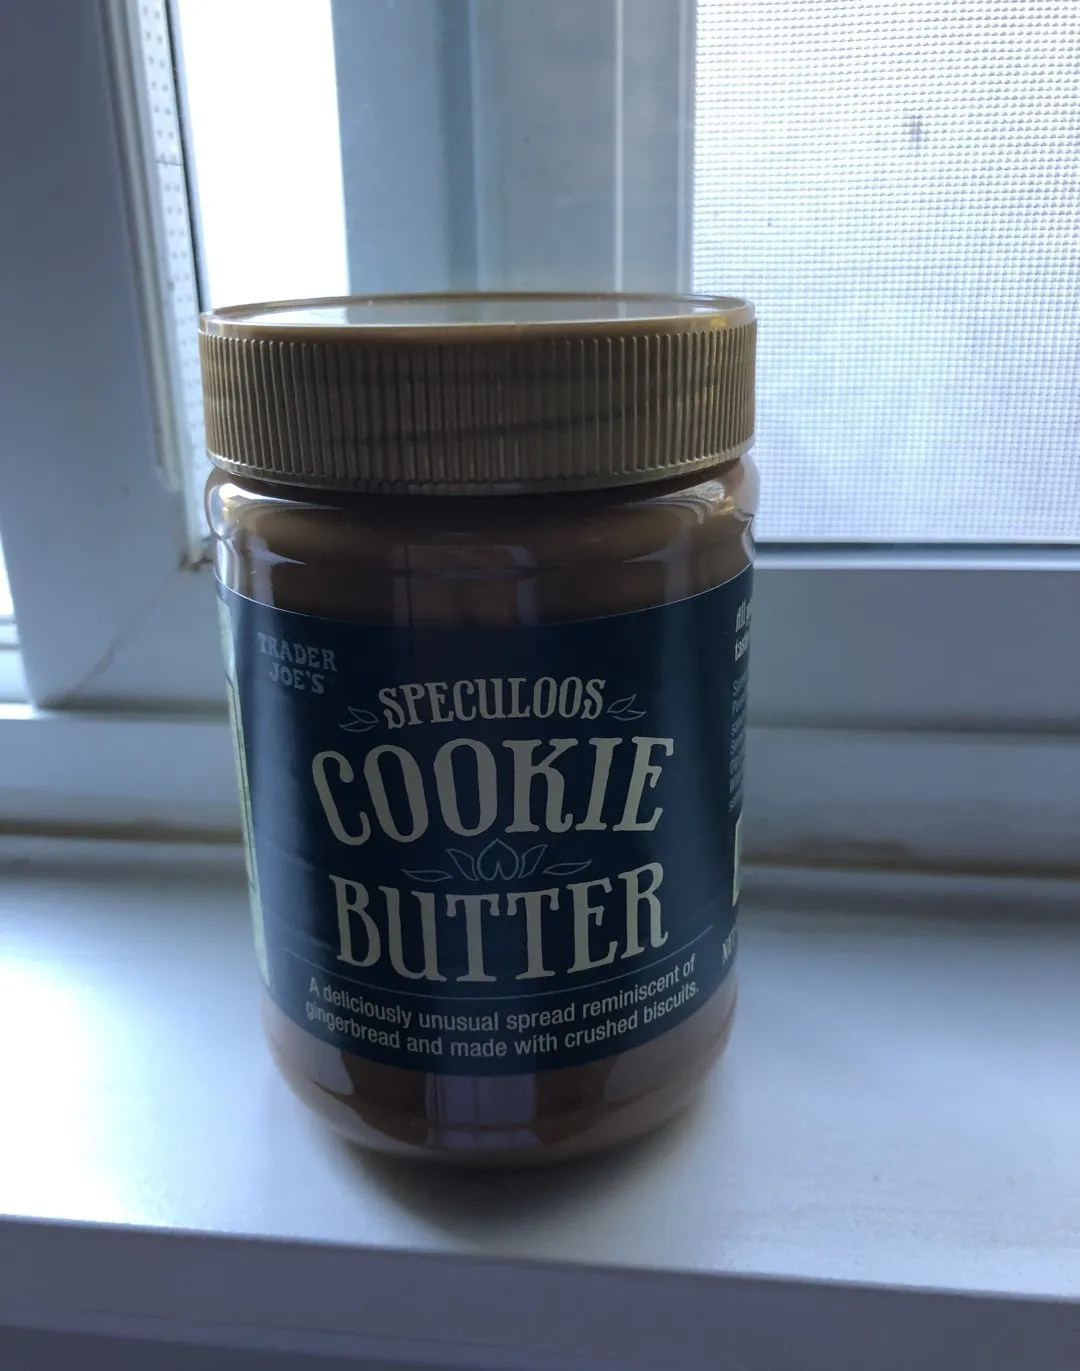 TRADER
JOE'S
SPECULOOS
COOKIE
BUTTER
A deliciously unusual spread reminiscent of
gingerbread and made with crushed biscuits.